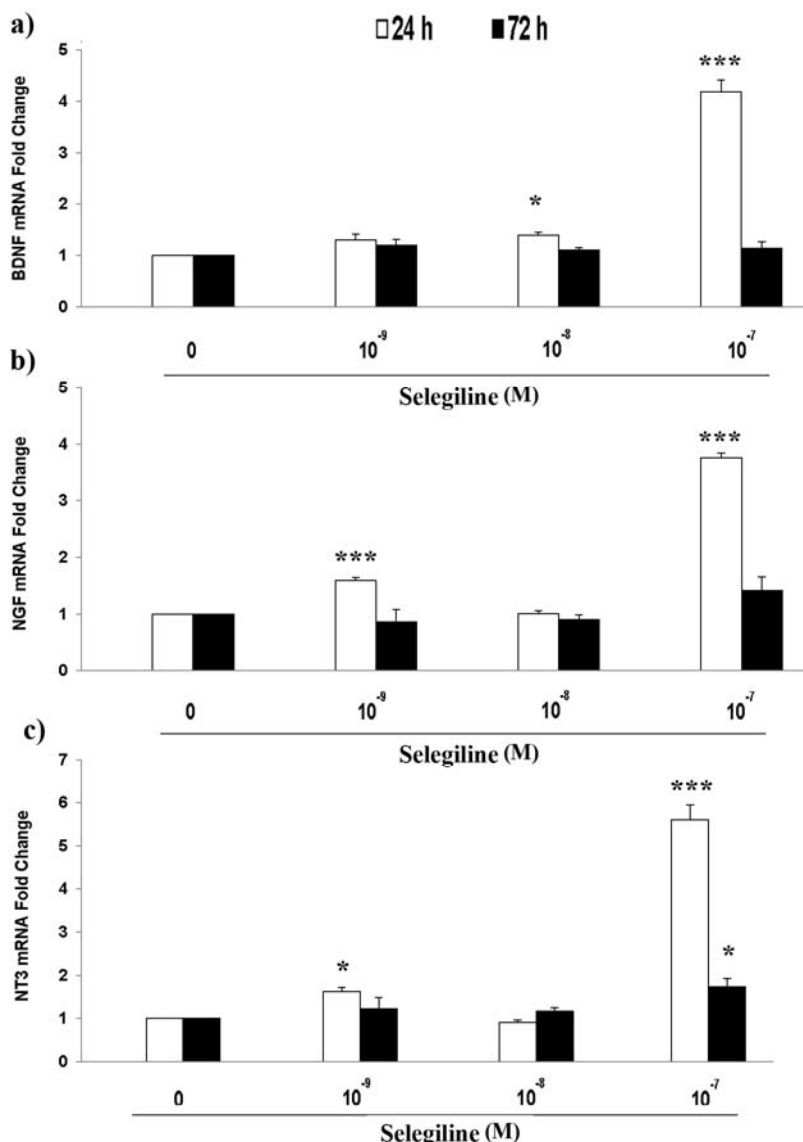 a)
24 h 72 h
BDNF mRNA Fold Change
5
4
3
2
1
0
*
***
0 10⁻⁹ 10⁻⁸ 10⁻⁷
Selegiline (M)
b)
NGF mRNA Fold Change
5
4
3
2
1
0
***
***
0 10⁻⁹ 10⁻⁸ 10⁻⁷
Selegiline (M)
c)
NT3 mRNA Fold Change
7
6
5
4
3
2
1
0
*
***
*
0 10⁻⁹ 10⁻⁸ 10⁻⁷
Selegiline (M)